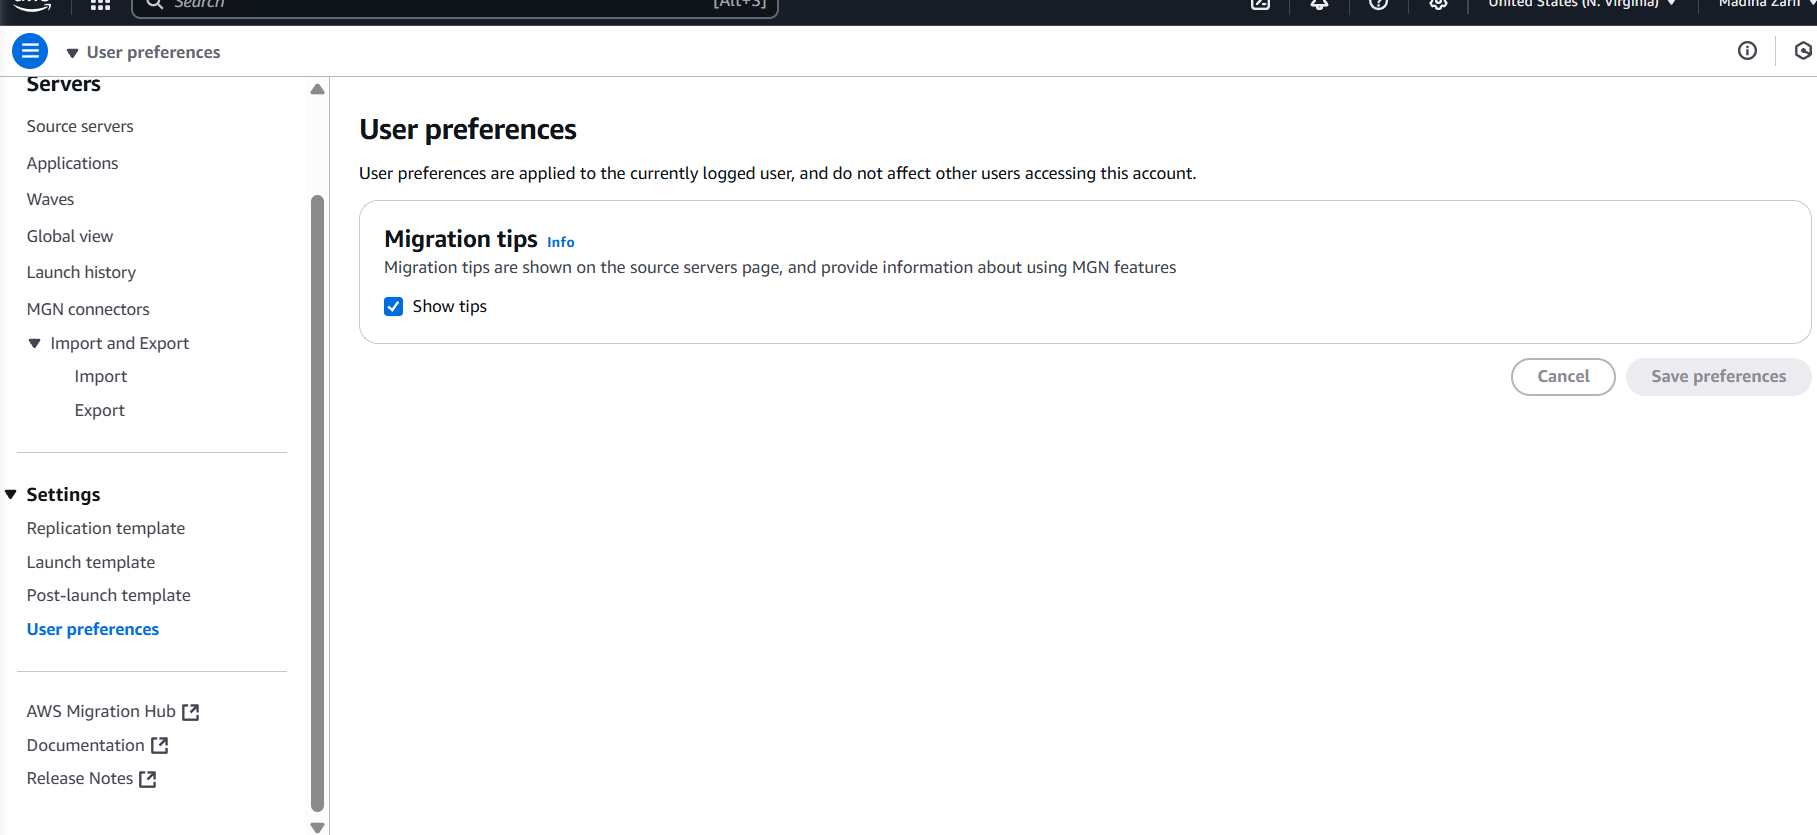 Search [Alt+S] United States (N. Virginia) Madina Zarif
User preferences
Servers
Source servers
Applications
Waves
Global view
Launch history
MGN connectors
Import and Export
Import
Export
Settings
Replication template
Launch template
Post-launch template
User preferences
AWS Migration Hub
Documentation
Release Notes
User preferences
User preferences are applied to the currently logged user, and do not affect other users accessing this account.
Migration tips Info
Migration tips are shown on the source servers page, and provide information about using MGN features
Show tips
Cancel Save preferences